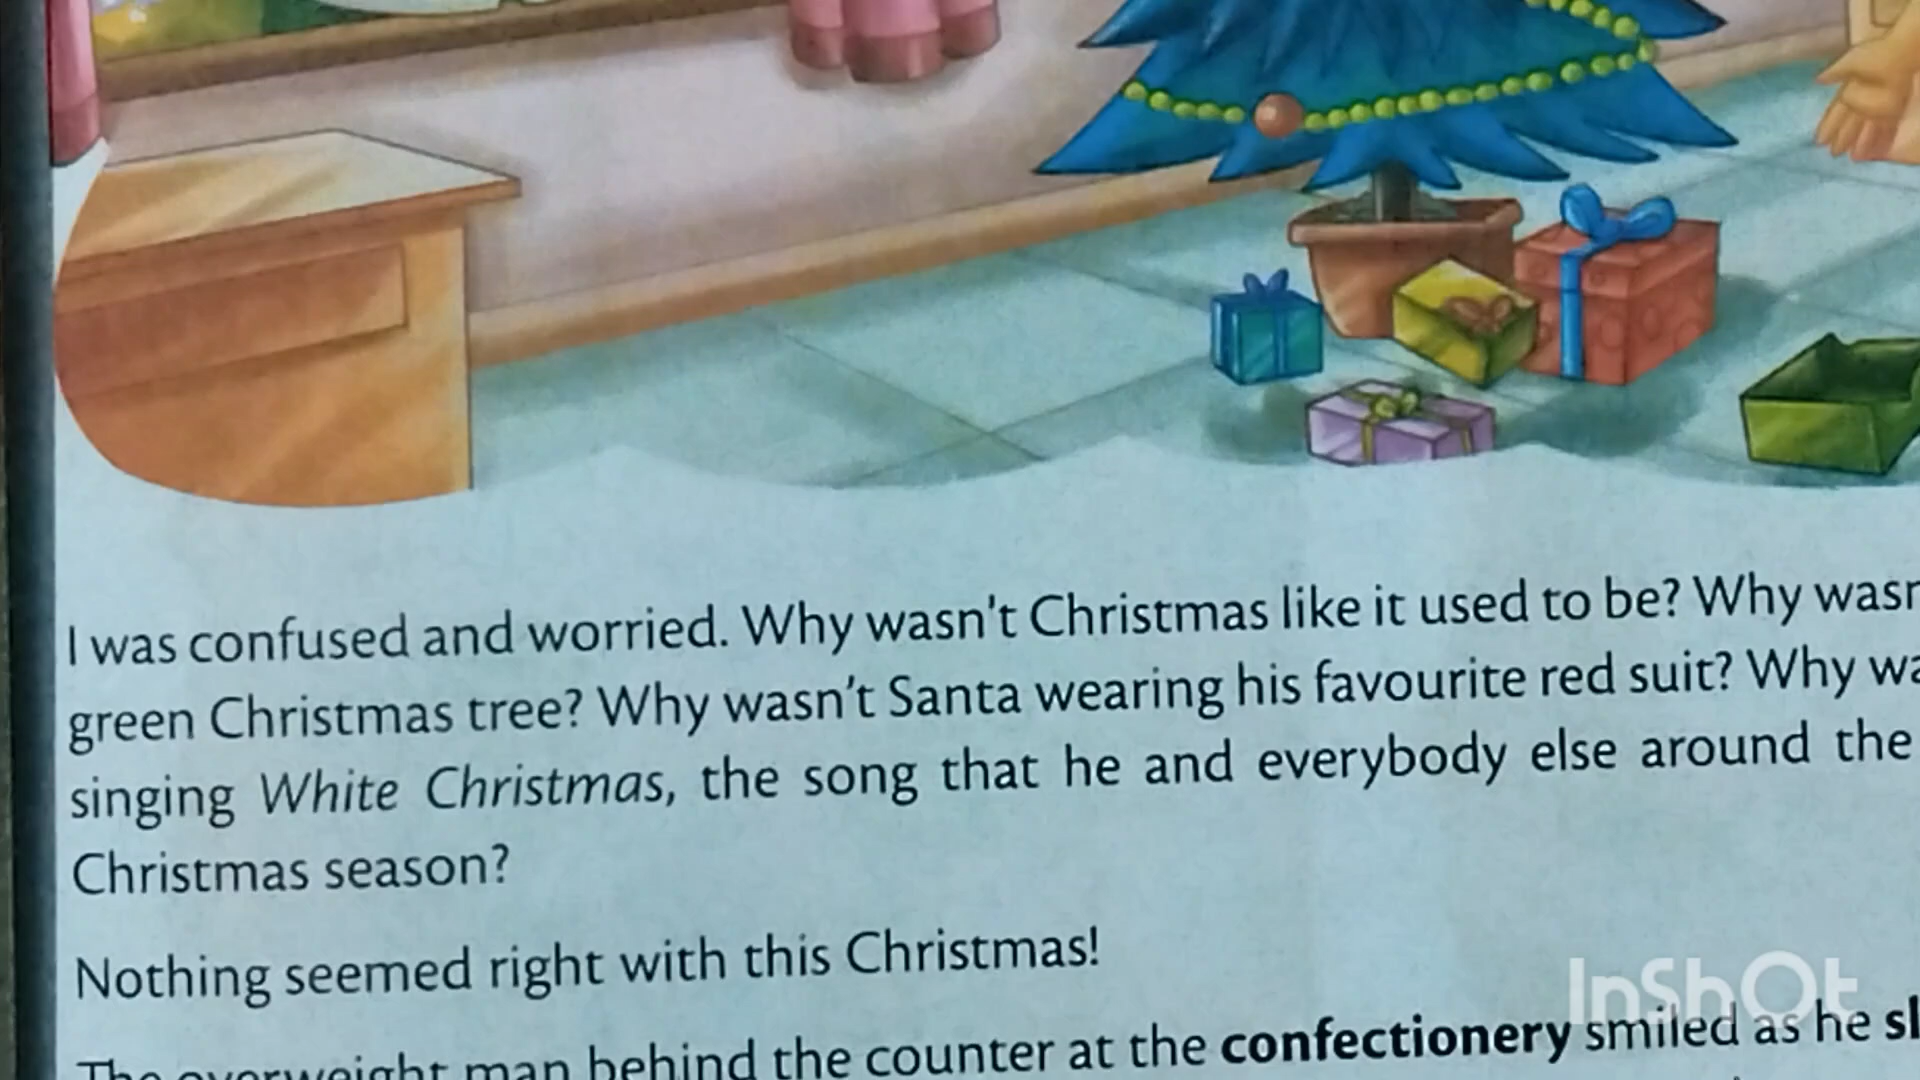 I was confused and worried. Why wasn't Christmas like it used to be? Why
green Christmas tree? Why wasn't Santa wearing his favourite red suit? Why
singing White Christmas, the song that he and everybody else around the
Christmas season?
Nothing seemed right with this Christmas!
The overweight man behind the counter at the confectionery smiled as he
InShOt